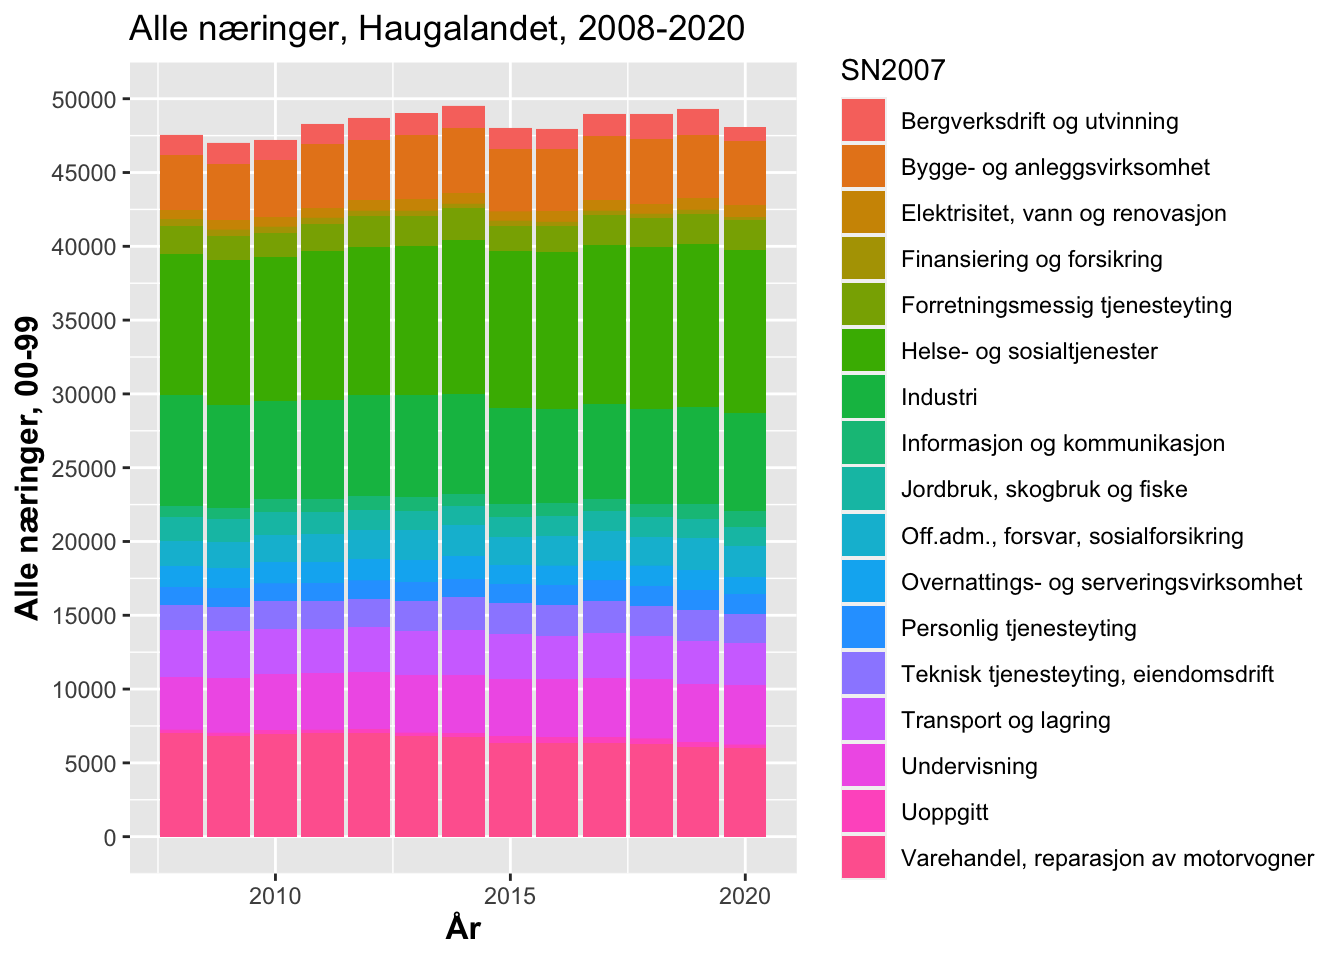 Alle næringer, Haugalandet, 2008-2020
Alle næringer, 00-99
50000
45000
40000
35000
30000
25000
20000
15000
10000
5000
0
2010
2015
2020
År
SN2007
Bergverksdrift og utvinning
Bygge- og anleggsvirksomhet
Elektrisitet, vann og renovasjon
Finansiering og forsikring
Forretningsmessig tjenesteyting
Helse- og sosialtjenester
Industri
Informasjon og kommunikasjon
Jordbruk, skogbruk og fiske
Off.adm., forsvar, sosialforsikring
Overnattings- og serveringsvirksomhet
Personlig tjenesteyting
Teknisk tjenesteyting, eiendomsdrift
Transport og lagring
Undervisning
Uoppgitt
Varehandel, reparasjon av motorvogner